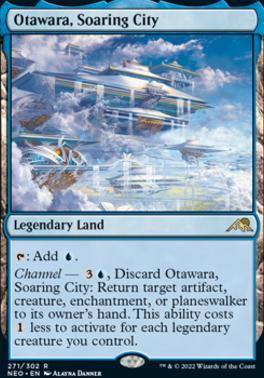 Otawara, Soaring City
Legendary Land
: Add .
Channel — 3, Discard Otawara,
Soaring City: Return target artifact,
creature, enchantment, or planeswalker
to its owner's hand. This ability costs
1 less to activate for each legendary
creature you control.
271/302 R
NEO • EN ALAYNA DANNER
™ & © 2022 Wizards of the Coast